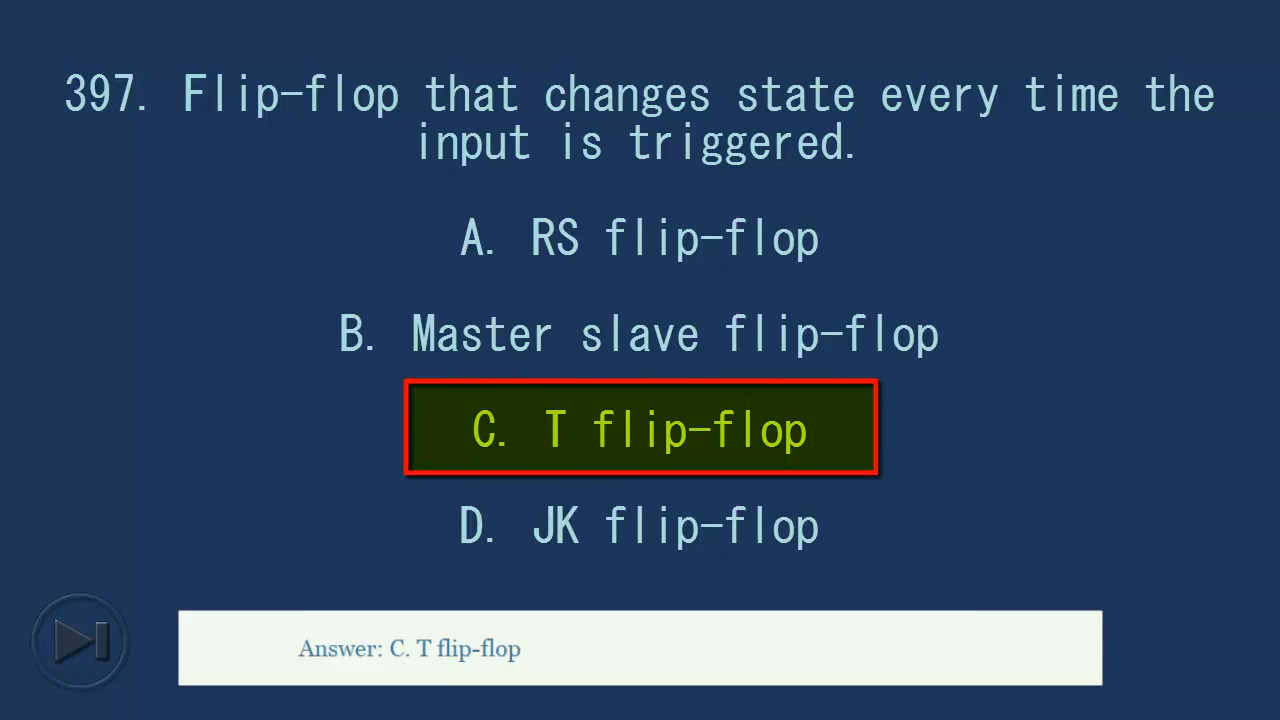 397. Flip-flop that changes state every time the
input is triggered.
A. RS flip-flop
B. Master slave flip-flop
C. T flip-flop
D. JK flip-flop
Answer: C. T flip-flop